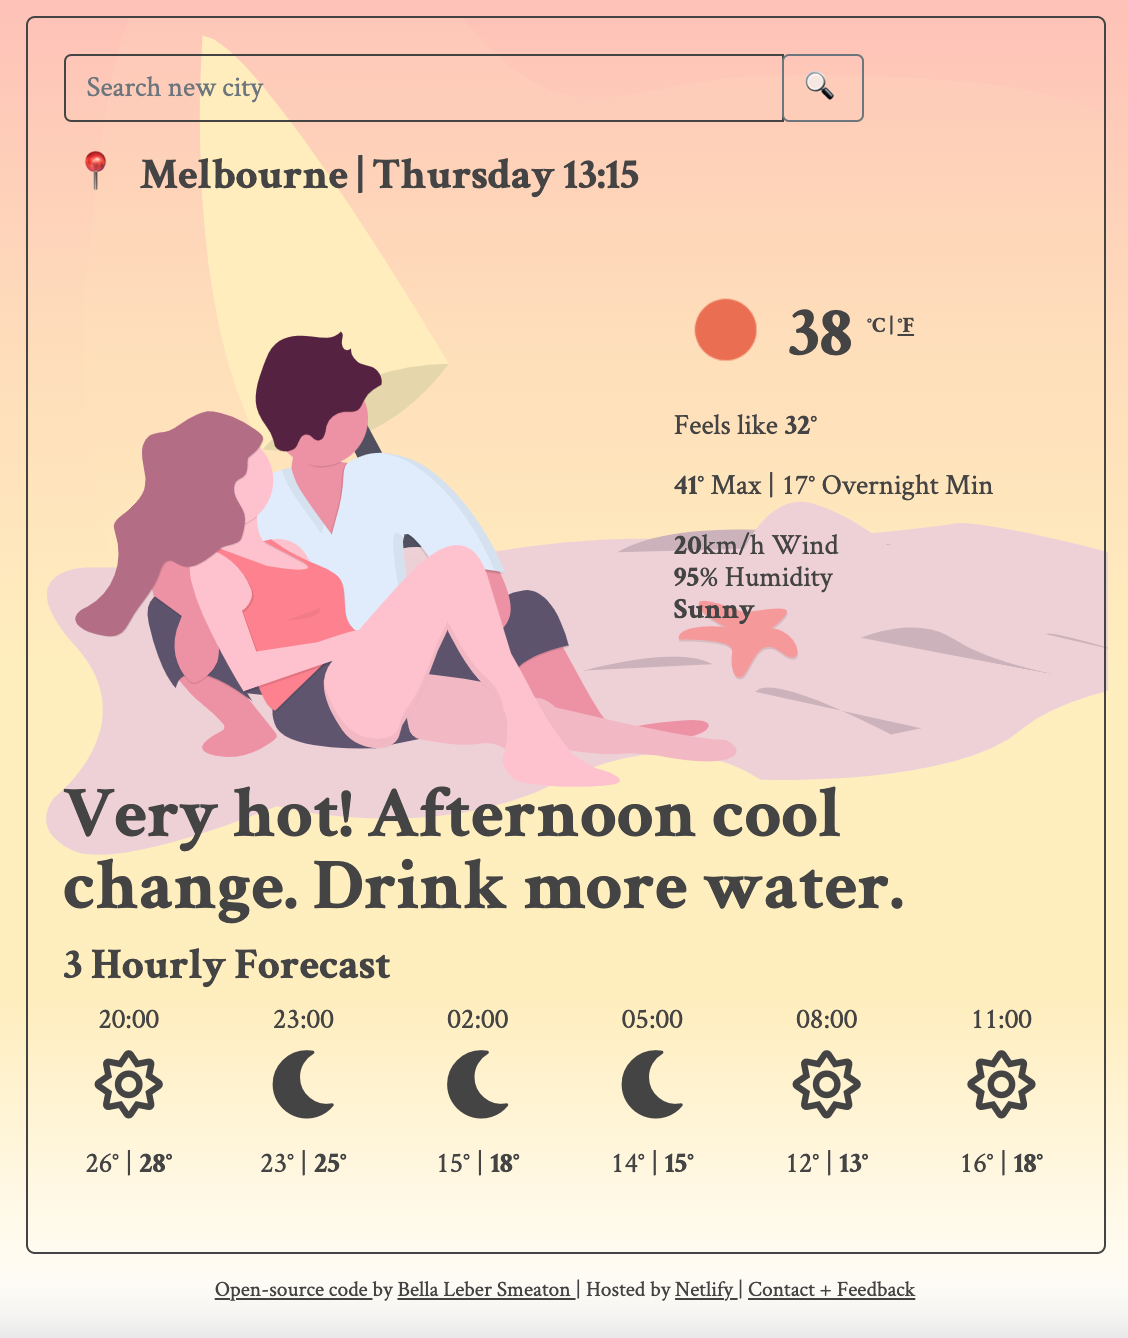 Search new city
Melbourne | Thursday 13:15
38 °C | °F
Feels like 32°
41° Max | 17° Overnight Min
20km/h Wind
95% Humidity
Sunny
Very hot! Afternoon cool
change. Drink more water.
3 Hourly Forecast
20:00 23:00 02:00 05:00 08:00 11:00
26° | 28° 23° | 25° 15° | 18° 14° | 15° 12° | 13° 16° | 18°
Open-source code by Bella Leber Smeaton | Hosted by Netlify | Contact + Feedback